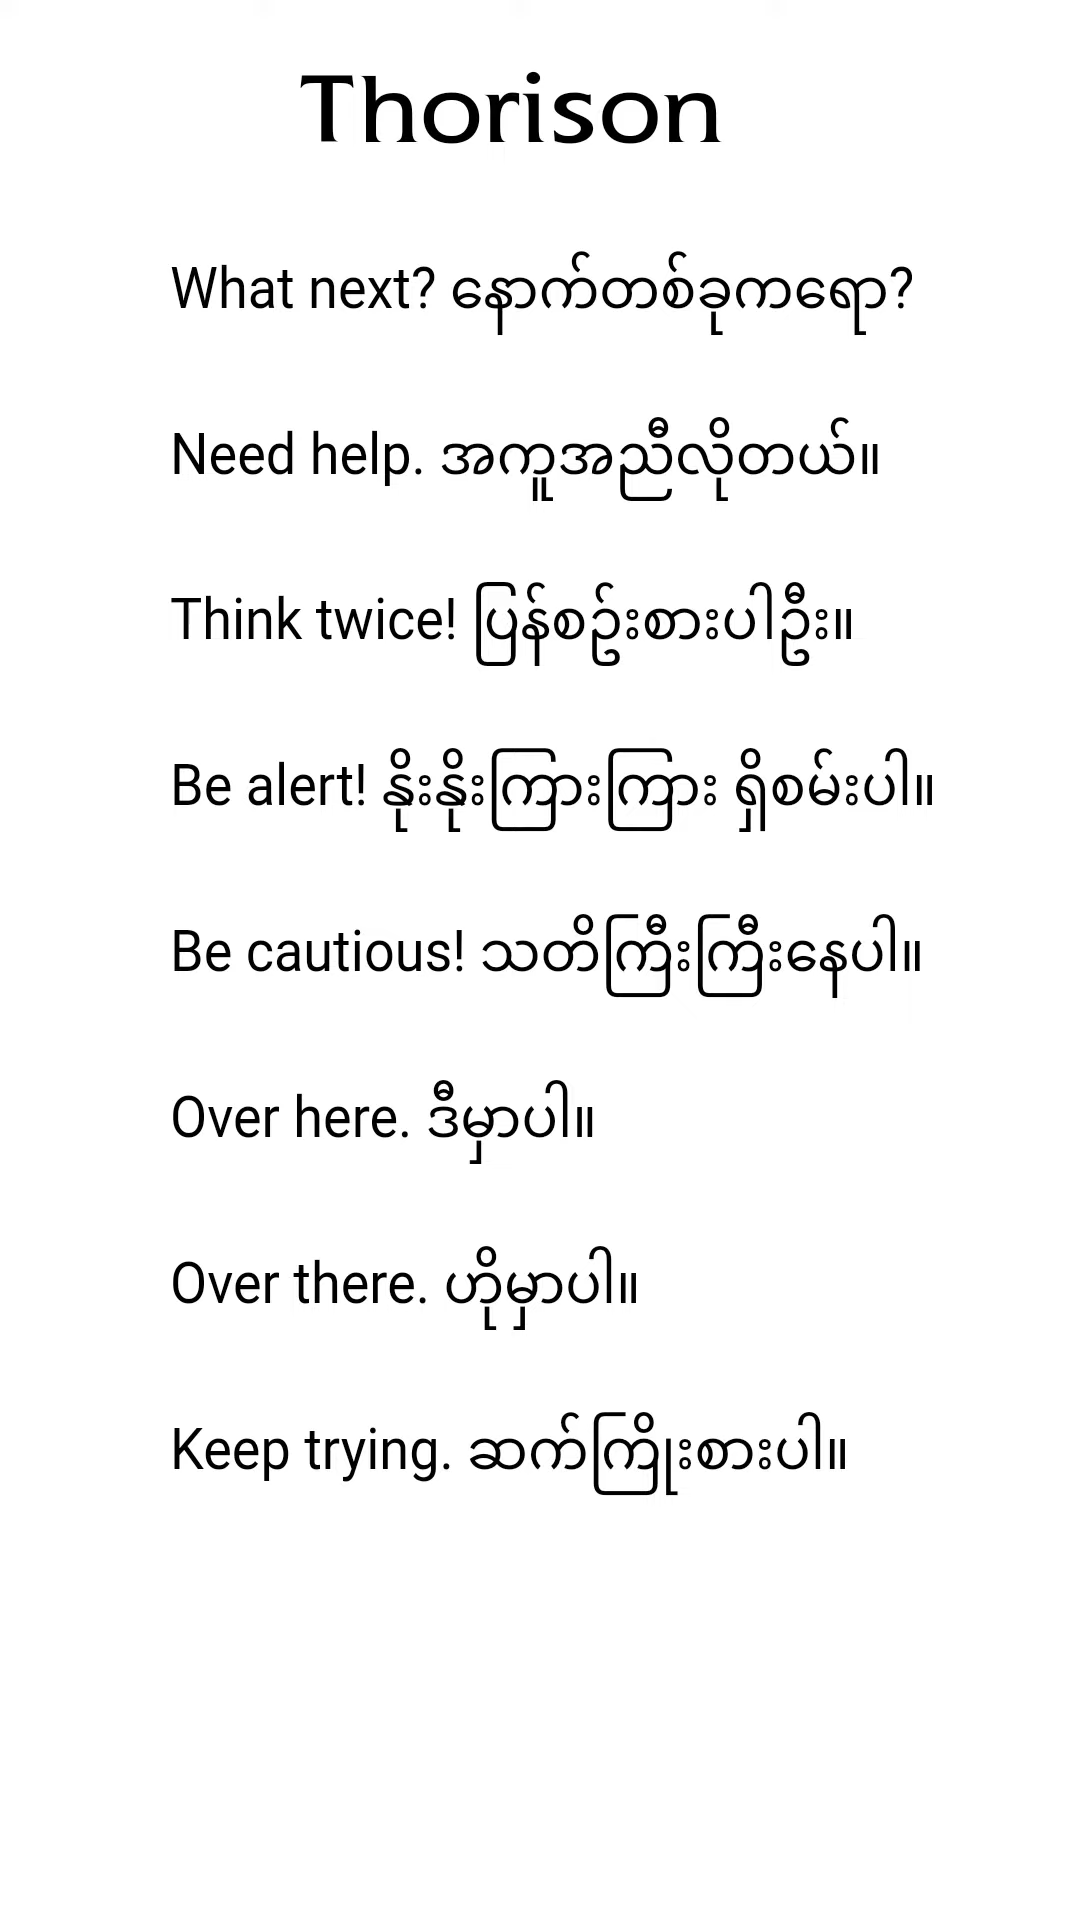 Thorison
What next? နောက်တစ်ခုကရော?
Need help. အကူအညီလိုတယ်။
Think twice! ပြန်စဥ်းစားပါဦး။
Be alert! နိုးနိုးကြားကြား ရှိစမ်းပါ။
Be cautious! သတိကြီးကြီးနေပါ။
Over here. ဒီမှာပါ။
Over there. ဟိုမှာပါ။
Keep trying. ဆက်ကြိုးစားပါ။